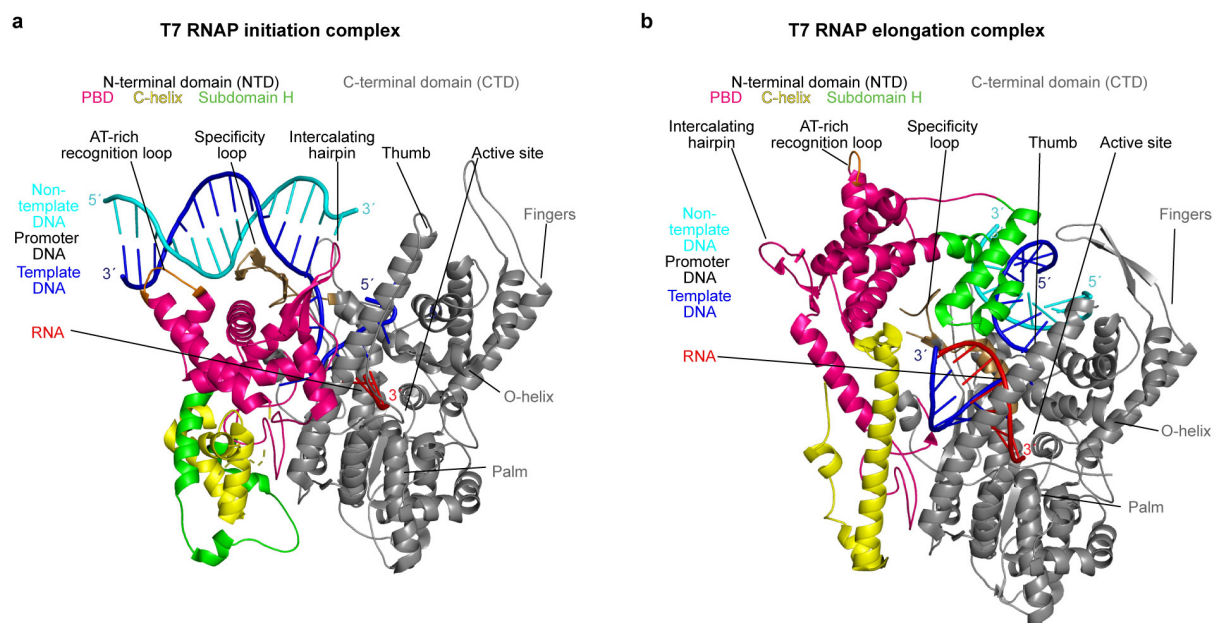 a
T7 RNAP initiation complex
N-terminal domain (NTD)
C-terminal domain (CTD)
PBD C-helix Subdomain H
AT-rich
recognition loop
Specificity
loop
Intercalating
hairpin
Thumb
Active site
Non-
template
DNA
Promoter
DNA
Template
DNA
5´
3´
3´
5´
Fingers
RNA
3´
O-helix
Palm
b
T7 RNAP elongation complex
N-terminal domain (NTD)
C-terminal domain (CTD)
PBD C-helix Subdomain H
Intercalating
hairpin
AT-rich
recognition loop
Specificity
loop
Thumb
Active site
Non-
template
DNA
Promoter
DNA
Template
DNA
3´
5´
5´
Fingers
RNA
3´
3´
O-helix
Palm